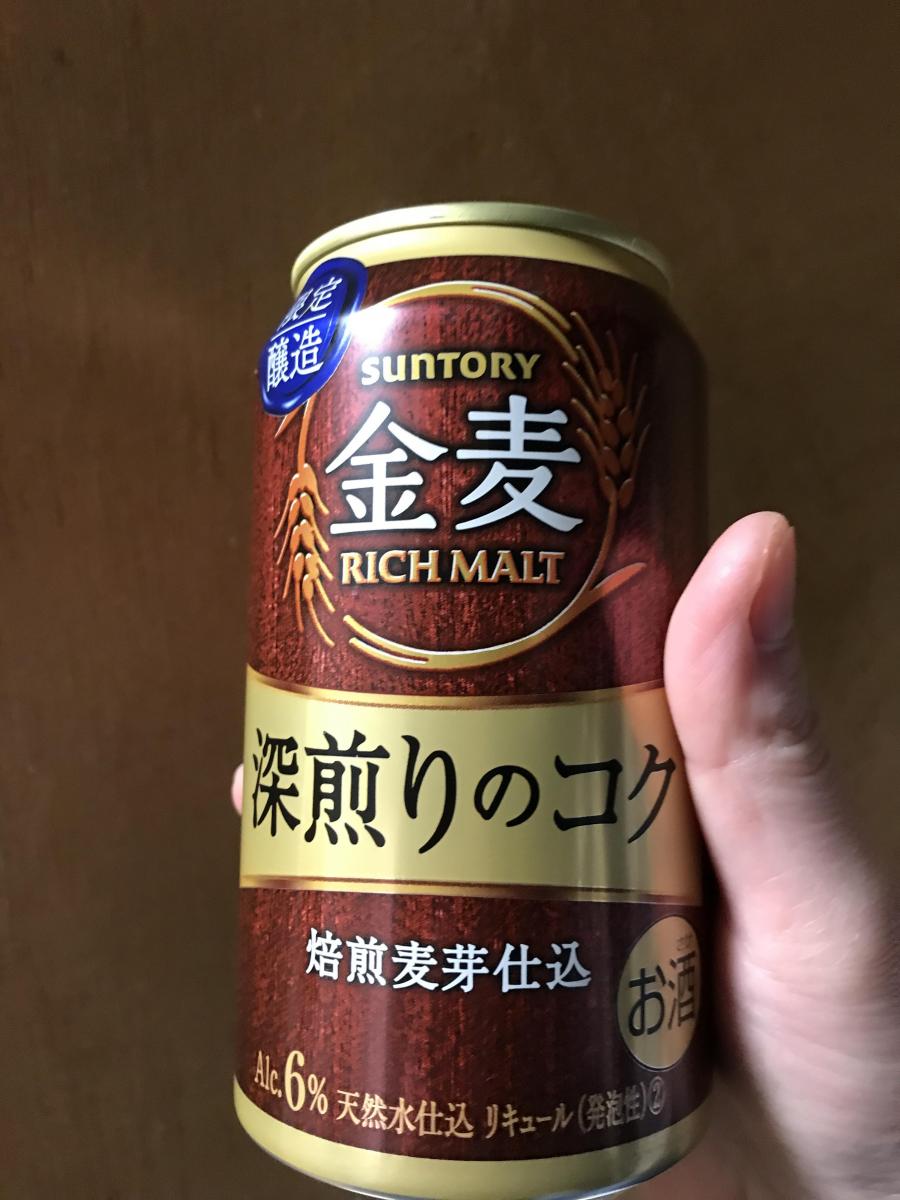 限定
醸造
SUNTORY
金麦
RICH MALT
深煎りのコク
焙煎麦芽仕込
お酒
Alc.6% 天然水仕込 リキュール(発泡性)②